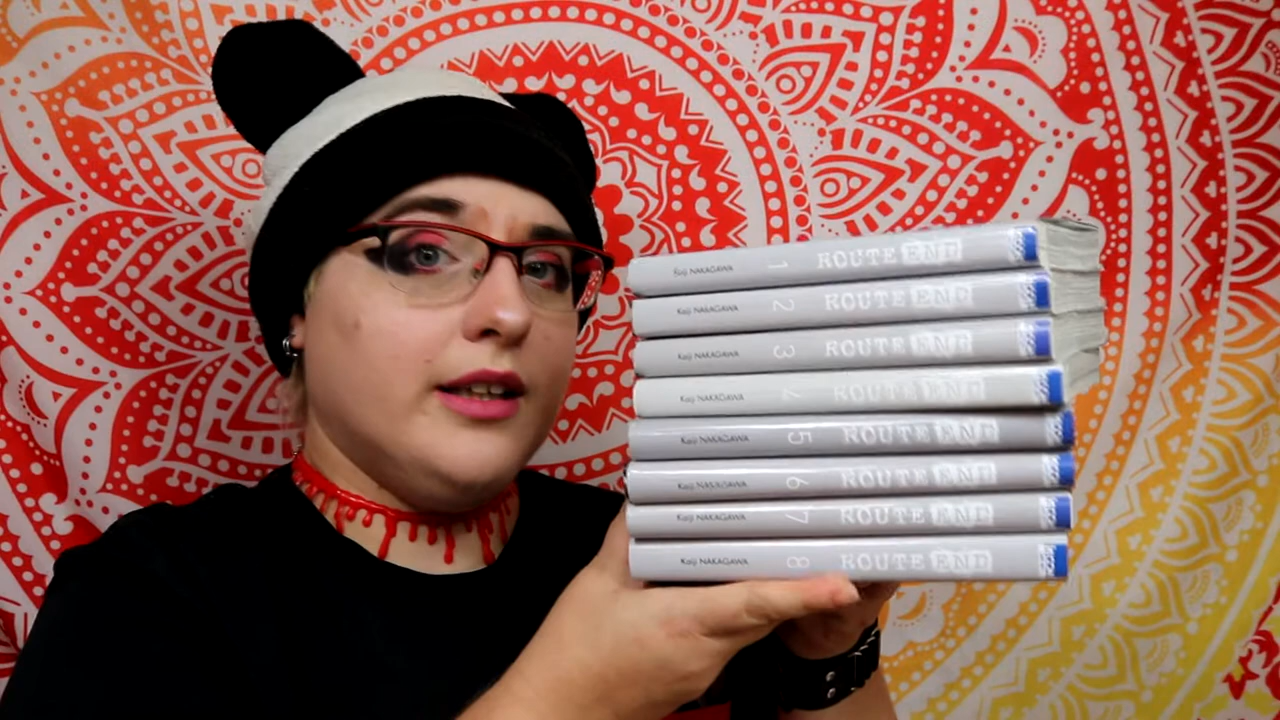 Kaiji NAKAGAWA 1 ROUTE END
Kaiji NAKAGAWA 2 ROUTE END
Kaiji NAKAGAWA 3 ROUTE END
Kaiji NAKAGAWA 4 ROUTE END
Kaiji NAKAGAWA 5 ROUTE END
Kaiji NAKAGAWA 6 ROUTE END
Kaiji NAKAGAWA 7 ROUTE END
Kaiji NAKAGAWA 8 ROUTE END